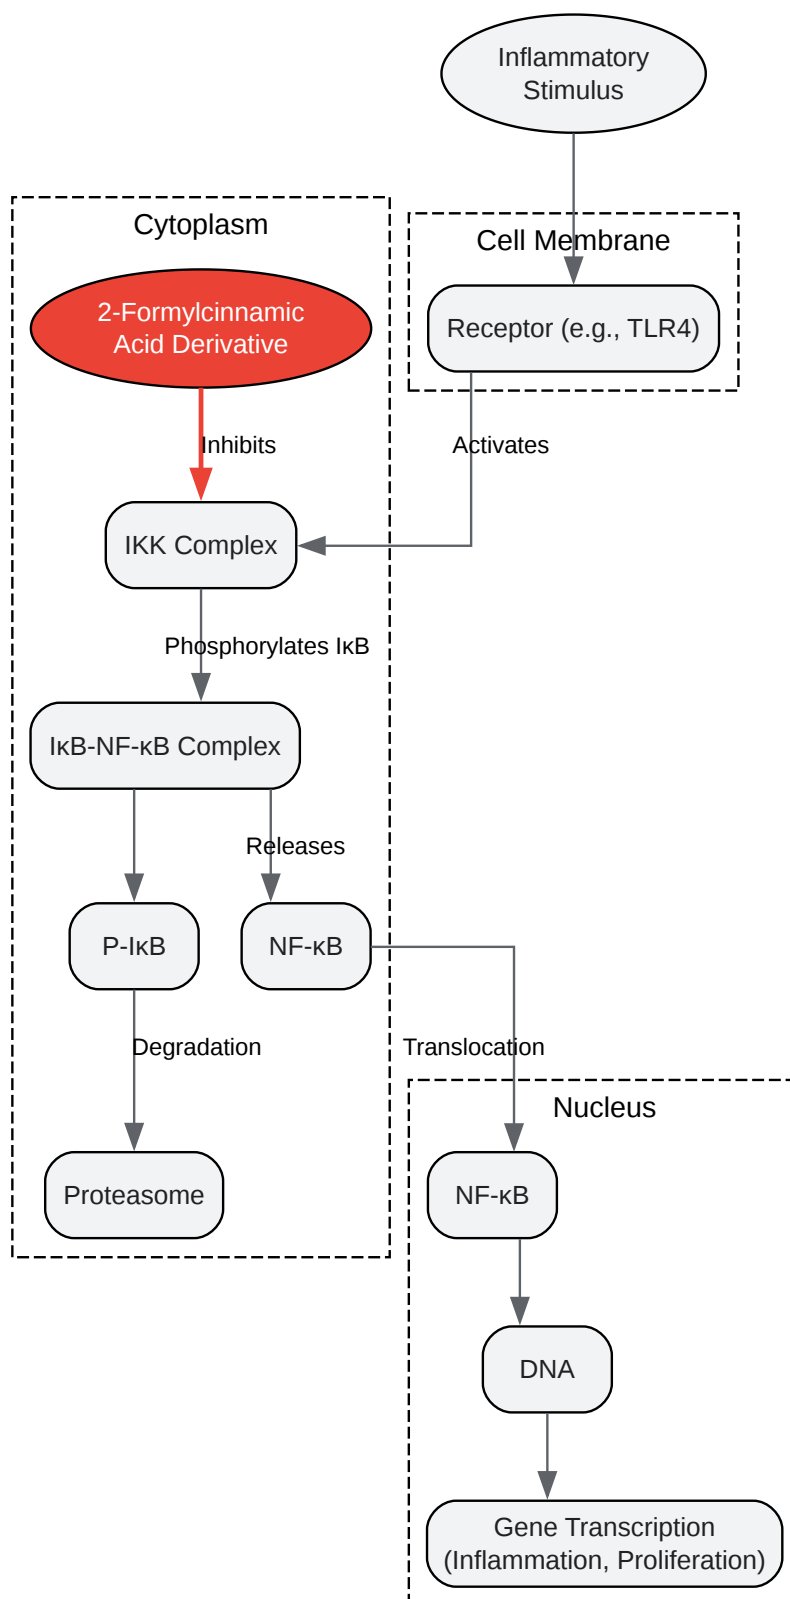 Inflammatory
Stimulus
Cytoplasm
Cell Membrane
2-Formylcinnamic
Acid Derivative
Receptor (e.g., TLR4)
Inhibits
Activates
IKK Complex
Phosphorylates IκB
IκB-NF-κB Complex
Releases
P-IκB
NF-κB
Degradation
Translocation
Nucleus
Proteasome
NF-κB
DNA
Gene Transcription
(Inflammation, Proliferation)